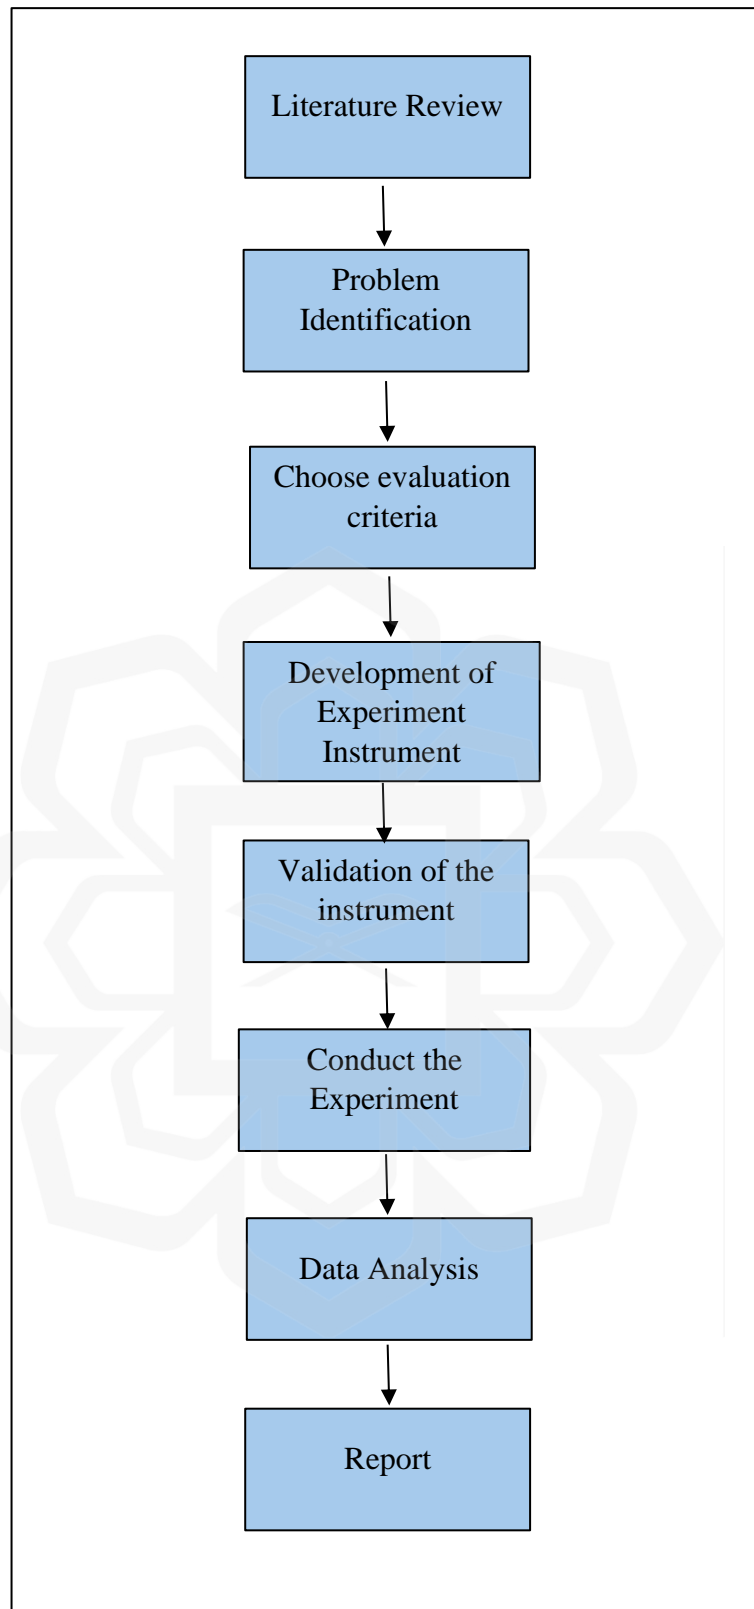 Literature Review
Problem
Identification
Choose evaluation
criteria
Development of
Experiment
Instrument
Validation of the
instrument
Conduct the
Experiment
Data Analysis
Report